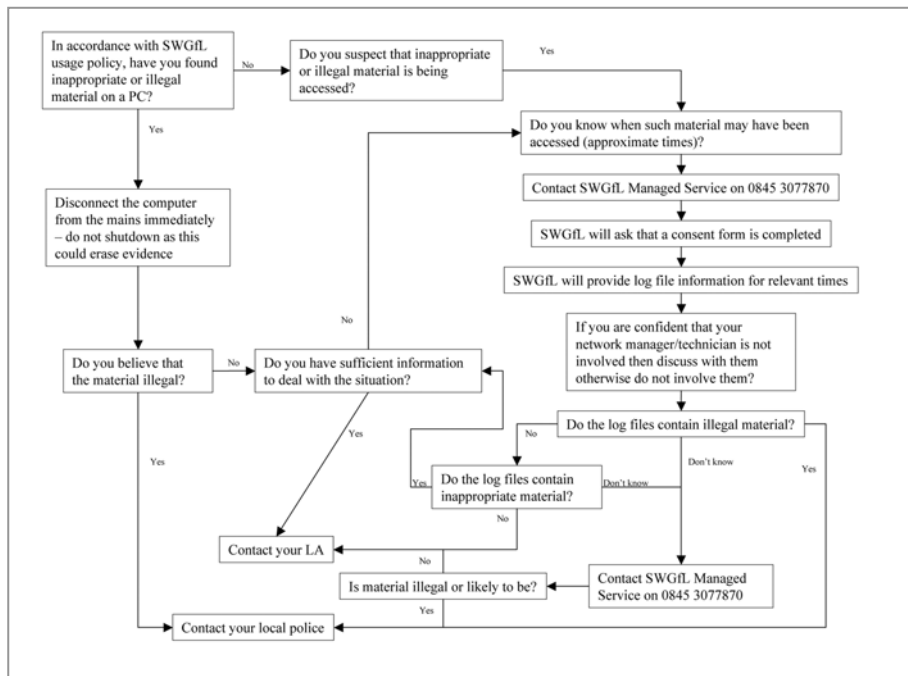 In accordance with SWGfL
usage policy, have you found
inappropriate or illegal
material on a PC?
No
Do you suspect that inappropriate
or illegal material is being
accessed?
Yes
Yes
Do you know when such material may have been
accessed (approximate times)?
Contact SWGfL Managed Service on 0845 3077870
Disconnect the computer
from the mains immediately
– do not shutdown as this
could erase evidence
SWGfL will ask that a consent form is completed
SWGfL will provide log file information for relevant times
No
If you are confident that your
network manager/technician is
not involved then discuss with them
otherwise do not involve them?
Do you believe that
the material illegal?
No
Do you have sufficient information
to deal with the situation?
Do the log files contain illegal material?
Yes
No
Don't know
Yes
Yes
Yes
Do the log files contain
inappropriate material?
Don't know
No
Contact your LA
No
Is material illegal or likely to be?
Contact SWGfL Managed
Service on 0845 3077870
Yes
Contact your local police